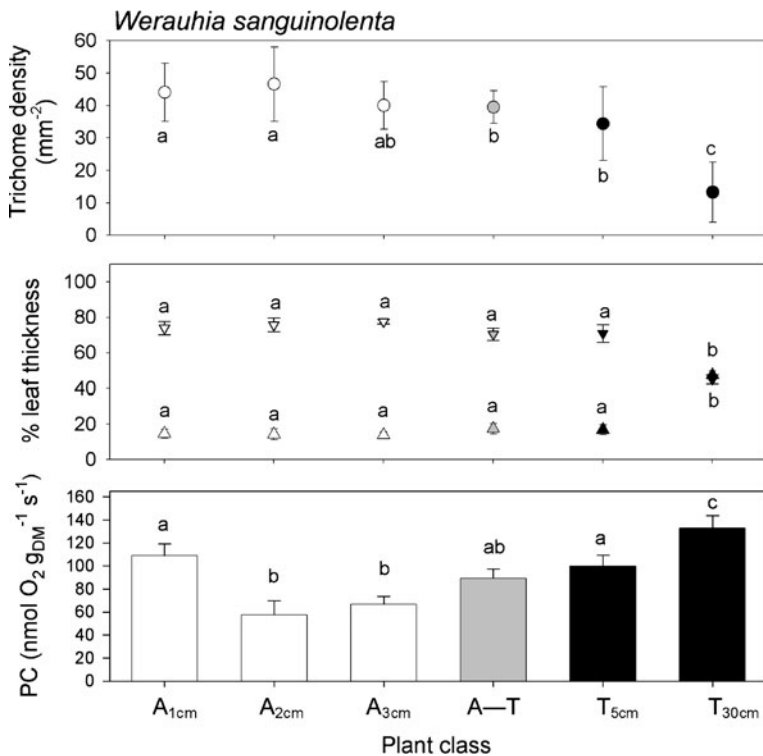 Werauhia sanguinolenta
Trichome density
(mm⁻²)
60
50
40
30
20
10
0
a
a
ab
b
b
c
% leaf thickness
100
80
60
40
20
0
a
a
a
a
a
b
a
a
a
a
a
b
PC (nmol O₂ g_DM⁻¹ s⁻¹)
160
140
120
100
80
60
40
20
0
a
b
b
ab
a
c
A₁cm
A₂cm
A₃cm
A—T
T₅cm
T₃₀cm
Plant class